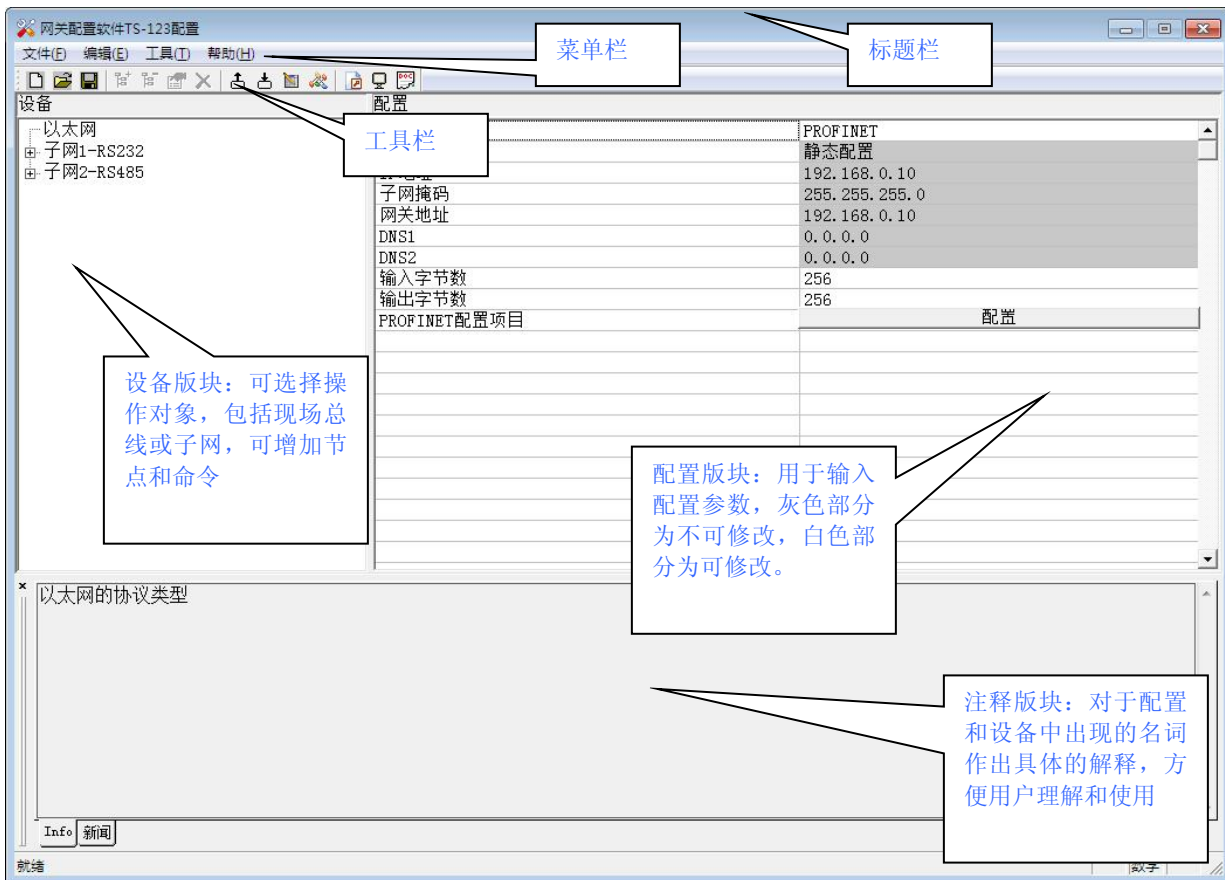 网关配置软件TS-123配置
文件(F) 编辑(E) 工具(T) 帮助(H)
菜单栏
标题栏
工具栏
设备
配置
以太网
子网1-RS232
子网2-RS485
PROFINET
静态配置
192.168.0.10
子网掩码
255.255.255.0
网关地址
192.168.0.10
DNS1
0.0.0.0
DNS2
0.0.0.0
输入字节数
256
输出字节数
256
PROFINET配置项目
配置
设备版块：可选择操
作对象，包括现场总
线或子网，可增加节
点和命令
配置版块：用于输入
配置参数，灰色部分
为不可修改，白色部
分为可修改。
以太网的协议类型
注释版块：对于配置
和设备中出现的名词
作出具体的解释，方
便用户理解和使用
Info 新闻
就绪
数字